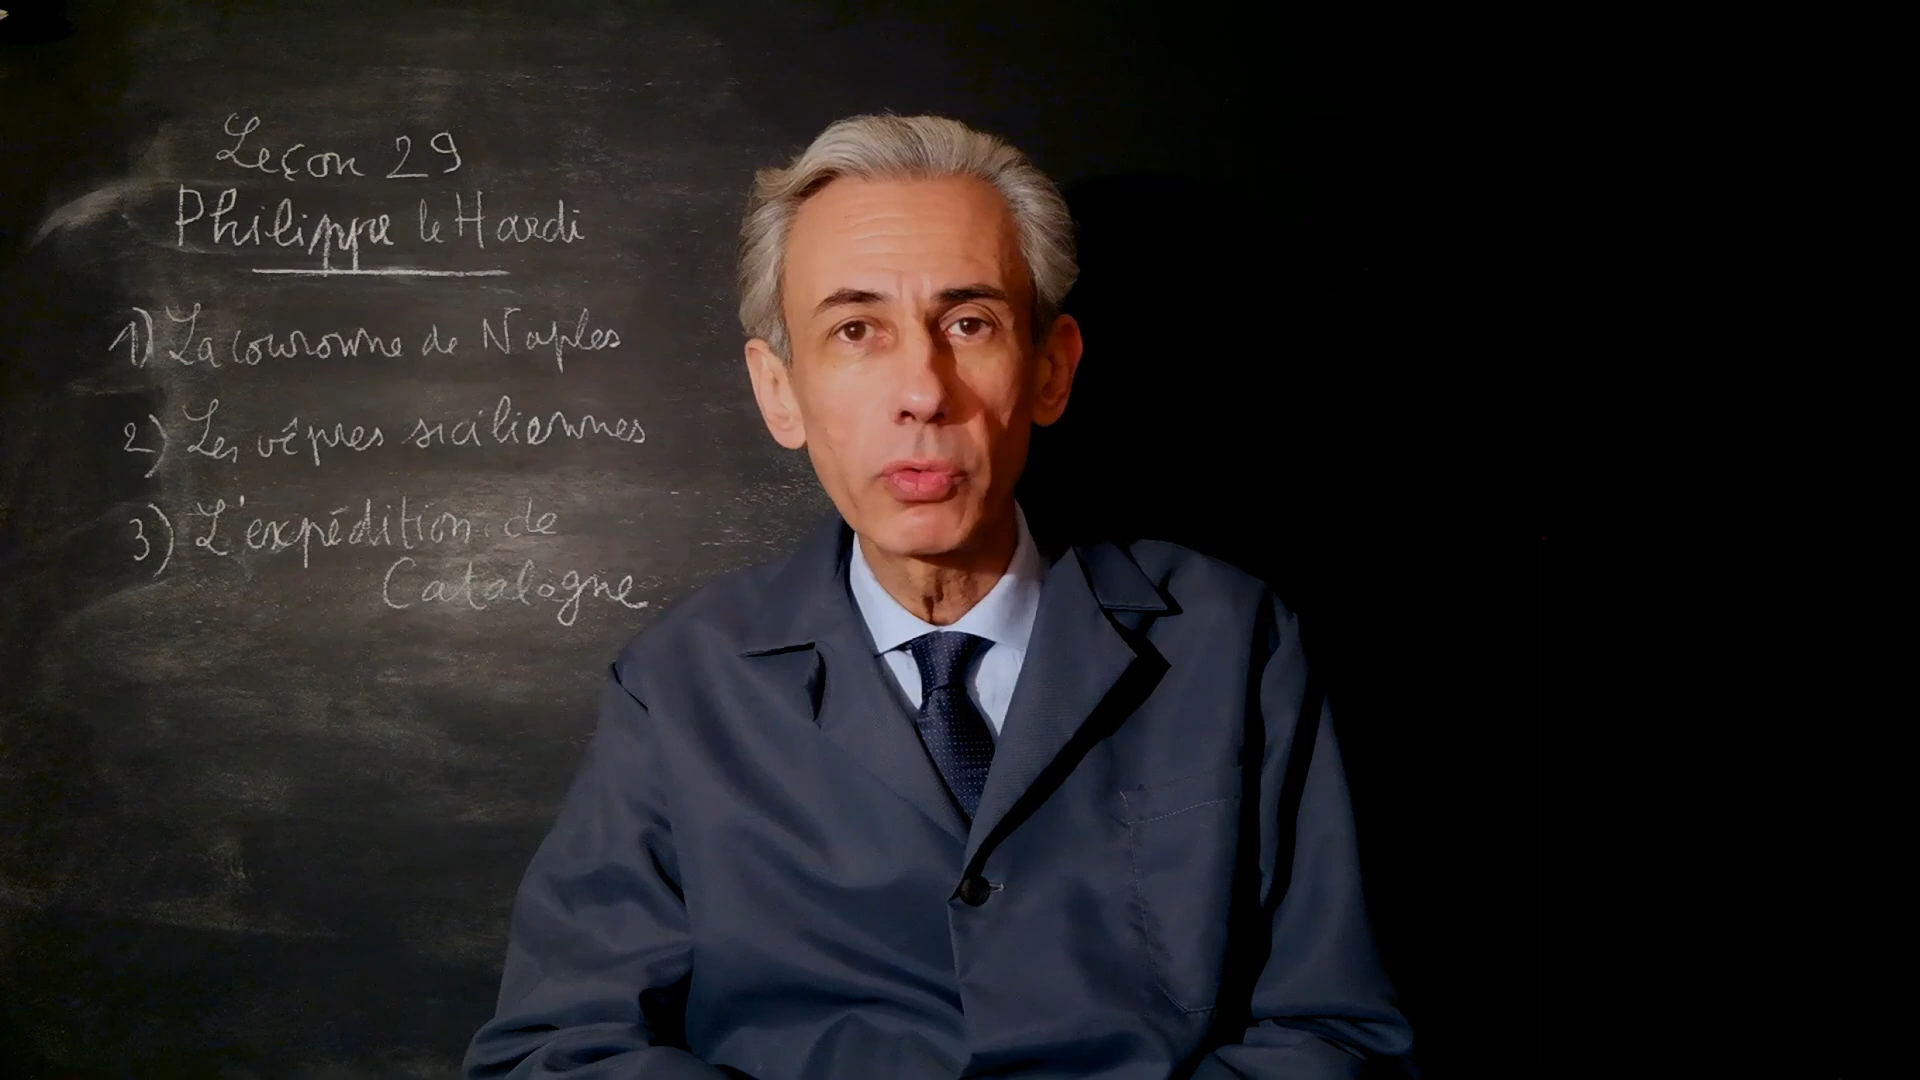 Leçon 29
Philippe le Hardi
1) La couronne de Naples
2) Les vêpres siciliennes
3) L'expédition de
Catalogne